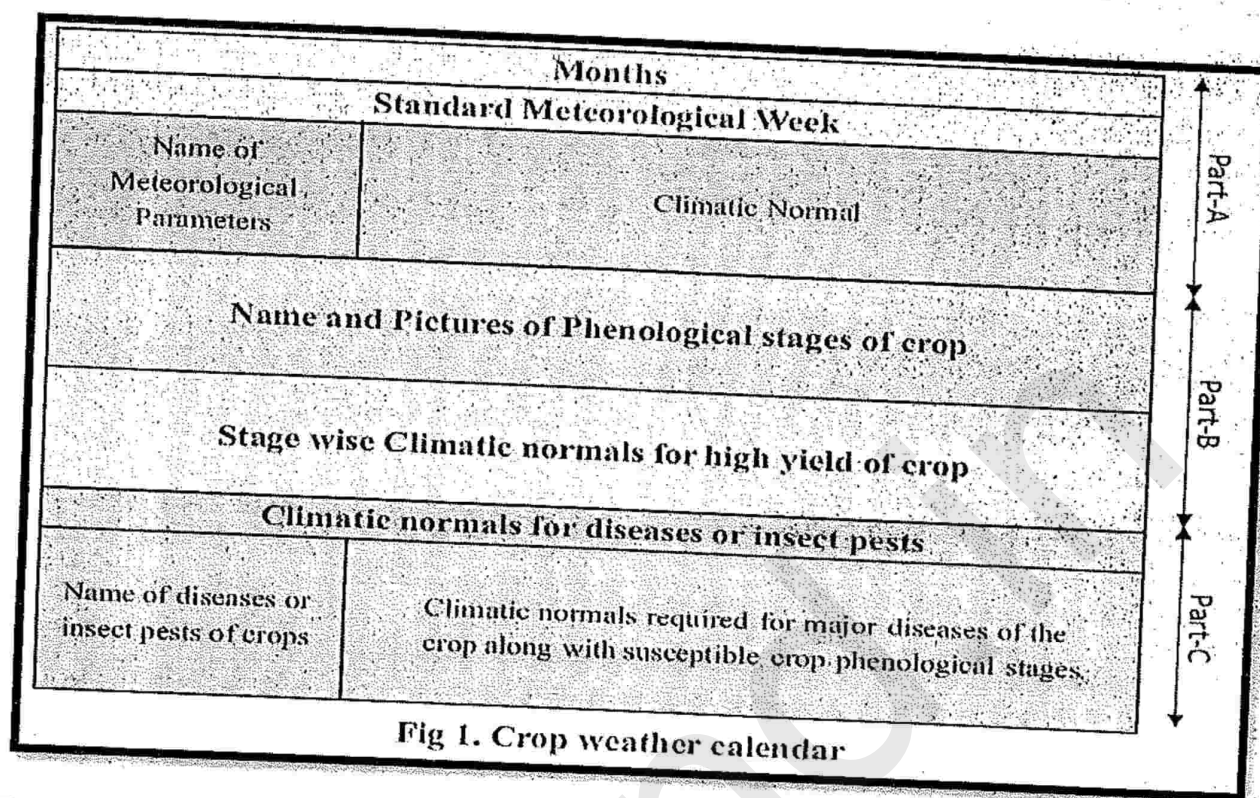 Months
Standard Meteorological Week
Name of
Meteorological
Parameters
Climatic Normal
Part-A
Name and Pictures of Phenological stages of crop
Stage wise Climatic normals for high yield of crop
Part-B
Climatic normals for diseases or insect pests
Name of diseases or
insect pests of crops
Climatic normals required for major diseases of the
crop along with susceptible crop phenological stages.
Part-C
Fig 1. Crop weather calendar